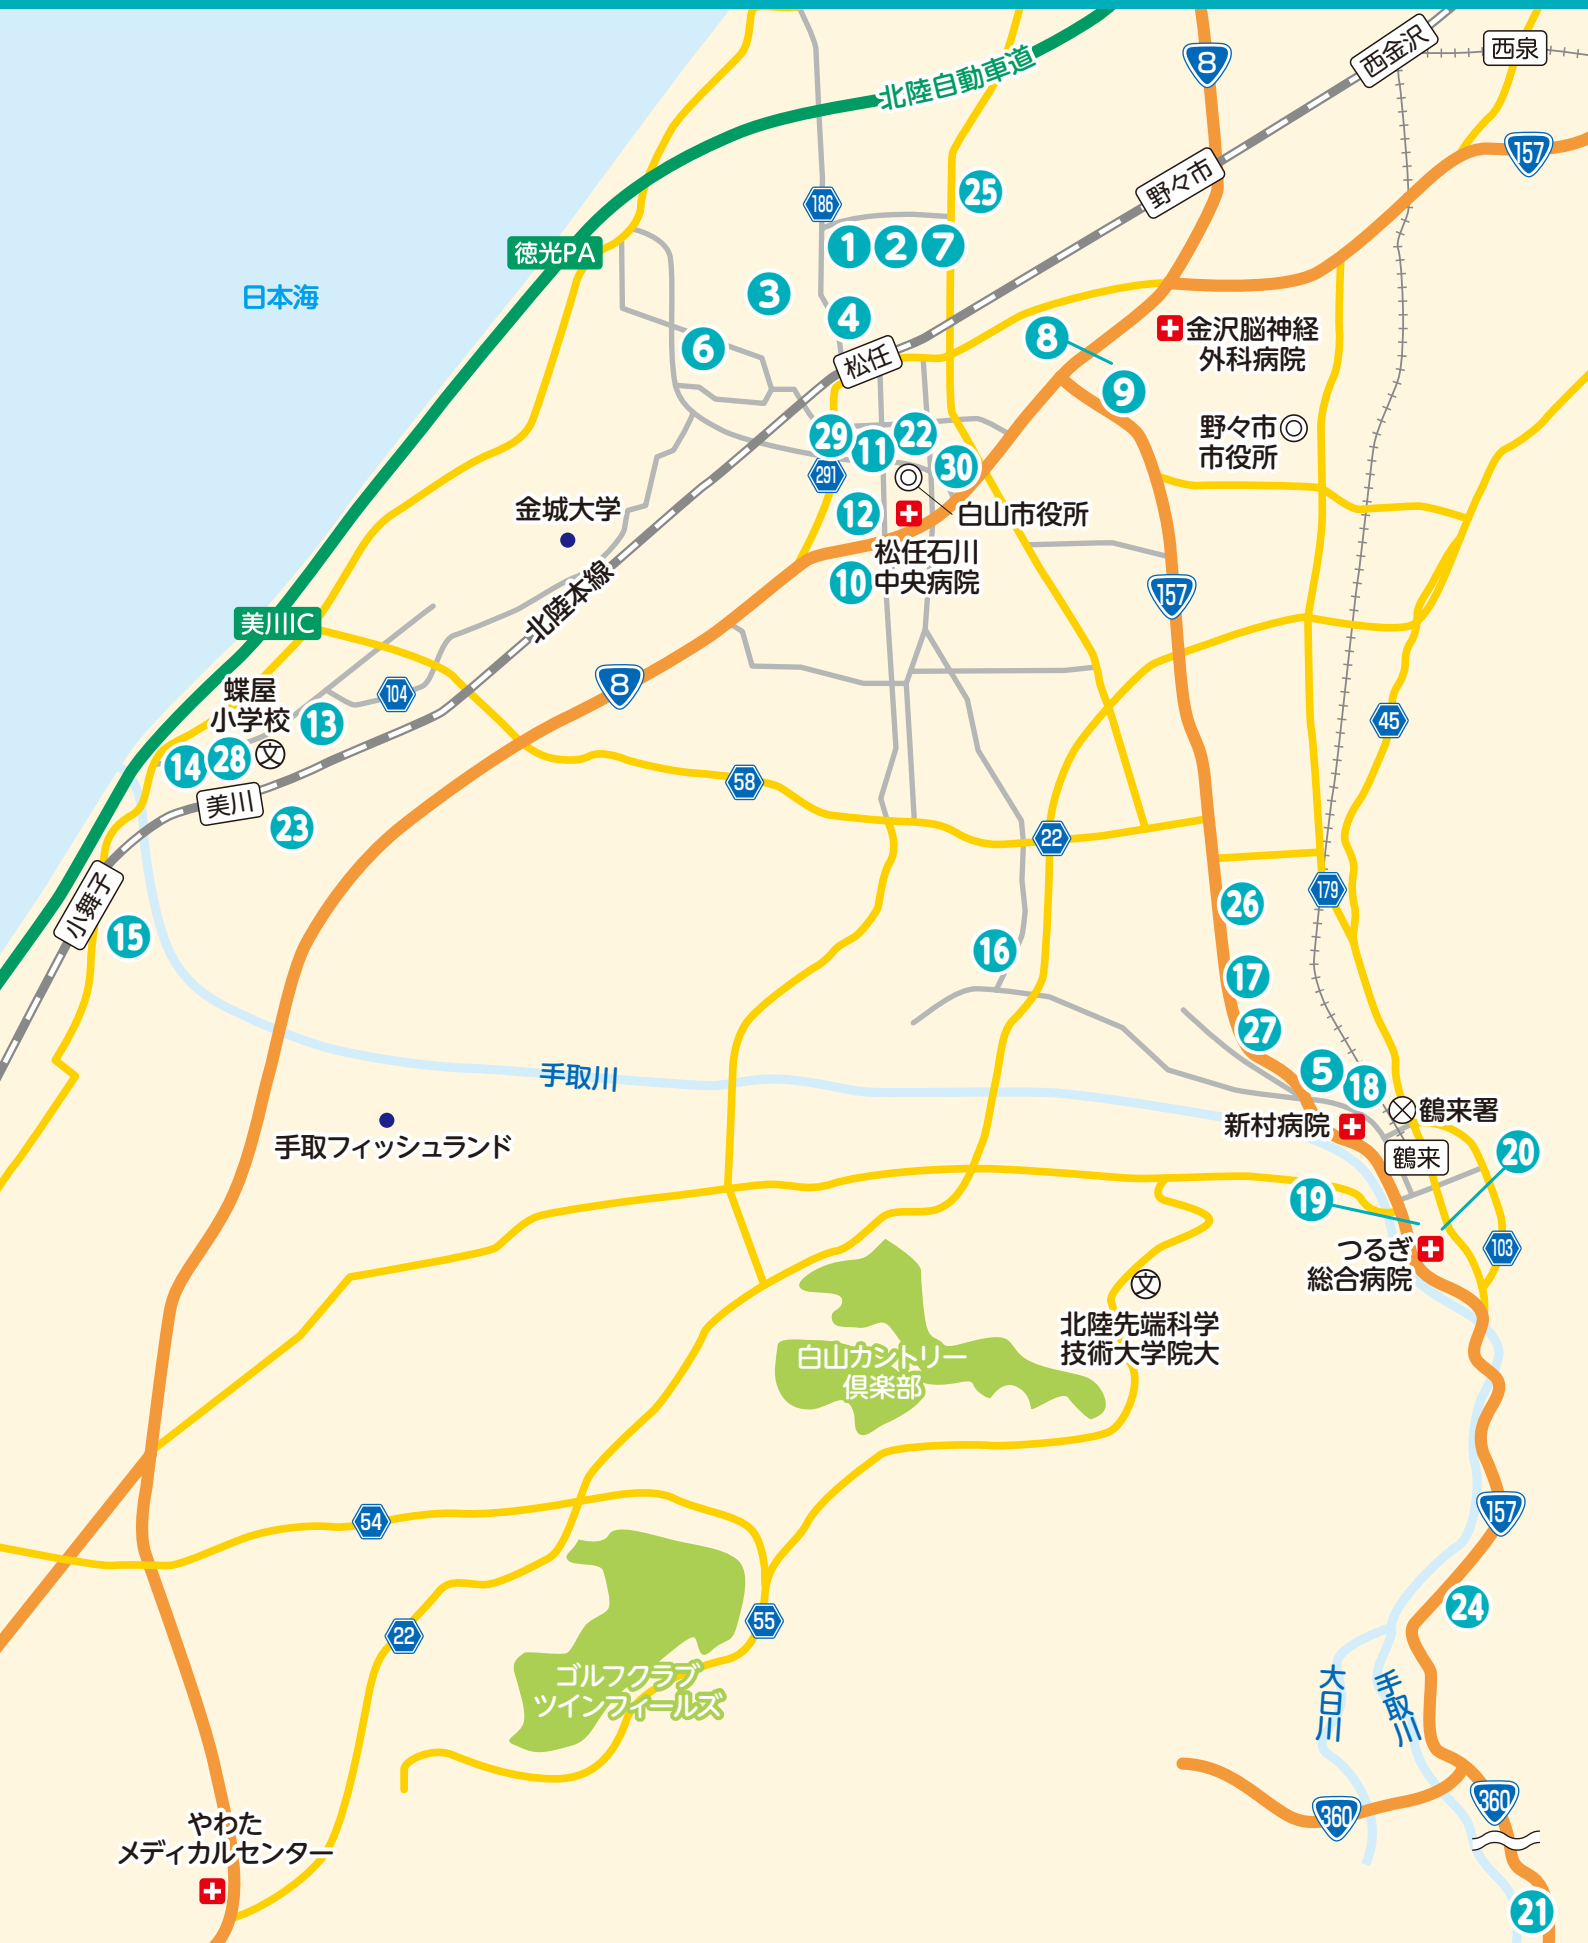 北陸自動車道
8
西金沢
西泉
157
野々市
25
186
1
2
7
徳光PA
日本海
3
4
6
松任
8
金沢脳神経
外科病院
9
野々市
市役所
29
11
22
30
291
12
白山市役所
金城大学
松任石川
中央病院
10
北陸本線
157
美川IC
8
蝶屋
小学校
文
104
13
14
28
美川
23
45
58
22
小舞子
15
179
26
16
17
27
手取川
5
18
鶴来署
新村病院
鶴来
20
手取フィッシュランド
19
つるぎ
総合病院
103
文
北陸先端科学
技術大学院大
白山カントリー
倶楽部
157
54
24
22
55
ゴルフクラブ
ツインフィールズ
大日川
手取川
360
360
やわた
メディカルセンター
21